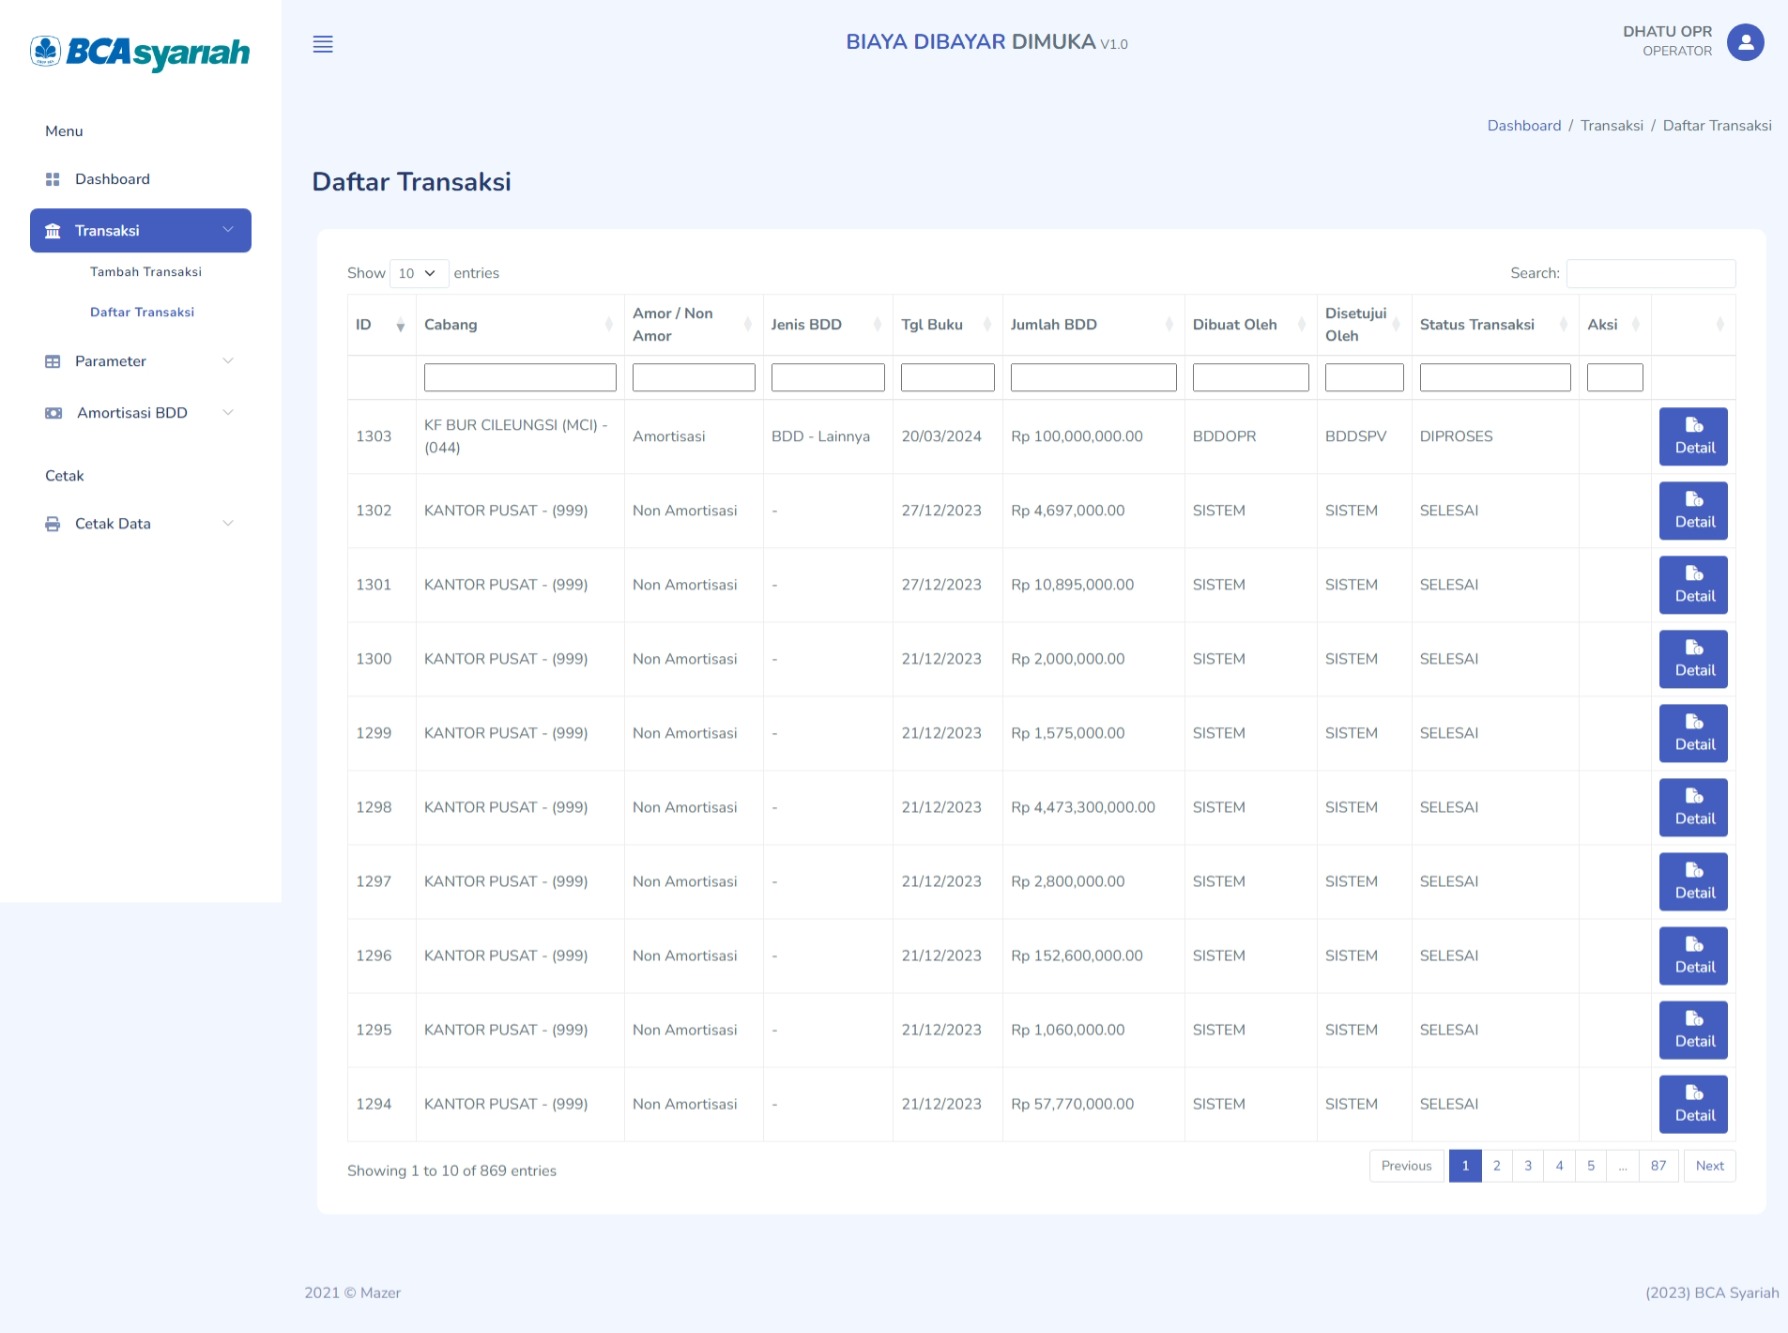 BCAsyariah
BIAYA DIBAYAR DIMUKA V1.0
DHATU OPR
OPERATOR
Menu
Dashboard
Transaksi
Tambah Transaksi
Daftar Transaksi
Parameter
Amortisasi BDD
Cetak
Cetak Data
Dashboard / Transaksi / Daftar Transaksi
Daftar Transaksi
Show 10 entries
Search:
ID Cabang Amor / Non Amor Jenis BDD Tgl Buku Jumlah BDD Dibuat Oleh Disetujui Oleh Status Transaksi Aksi
1303 KF BUR CILEUNGSI (MCI) - (044) Amortisasi BDD - Lainnya 20/03/2024 Rp 100,000,000.00 BDDOPR BDDSPV DIPROSES Detail
1302 KANTOR PUSAT - (999) Non Amortisasi - 27/12/2023 Rp 4,697,000.00 SISTEM SISTEM SELESAI Detail
1301 KANTOR PUSAT - (999) Non Amortisasi - 27/12/2023 Rp 10,895,000.00 SISTEM SISTEM SELESAI Detail
1300 KANTOR PUSAT - (999) Non Amortisasi - 21/12/2023 Rp 2,000,000.00 SISTEM SISTEM SELESAI Detail
1299 KANTOR PUSAT - (999) Non Amortisasi - 21/12/2023 Rp 1,575,000.00 SISTEM SISTEM SELESAI Detail
1298 KANTOR PUSAT - (999) Non Amortisasi - 21/12/2023 Rp 4,473,300,000.00 SISTEM SISTEM SELESAI Detail
1297 KANTOR PUSAT - (999) Non Amortisasi - 21/12/2023 Rp 2,800,000.00 SISTEM SISTEM SELESAI Detail
1296 KANTOR PUSAT - (999) Non Amortisasi - 21/12/2023 Rp 152,600,000.00 SISTEM SISTEM SELESAI Detail
1295 KANTOR PUSAT - (999) Non Amortisasi - 21/12/2023 Rp 1,060,000.00 SISTEM SISTEM SELESAI Detail
1294 KANTOR PUSAT - (999) Non Amortisasi - 21/12/2023 Rp 57,770,000.00 SISTEM SISTEM SELESAI Detail
Showing 1 to 10 of 869 entries
Previous 1 2 3 4 5 ... 87 Next
2021 © Mazer
(2023) BCA Syariah